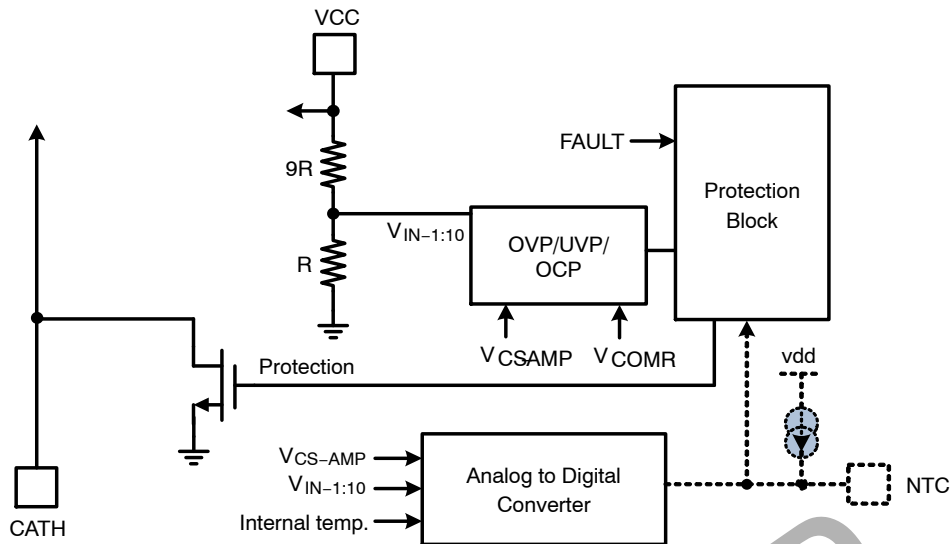 VCC
FAULT
9R
Protection
Block
VIN−1:10
OVP/UVP/
OCP
R
VCSAMP
VCOMR
vdd
Protection
VCS−AMP
Analog to Digital
Converter
VIN−1:10
NTC
Internal temp.
CATH